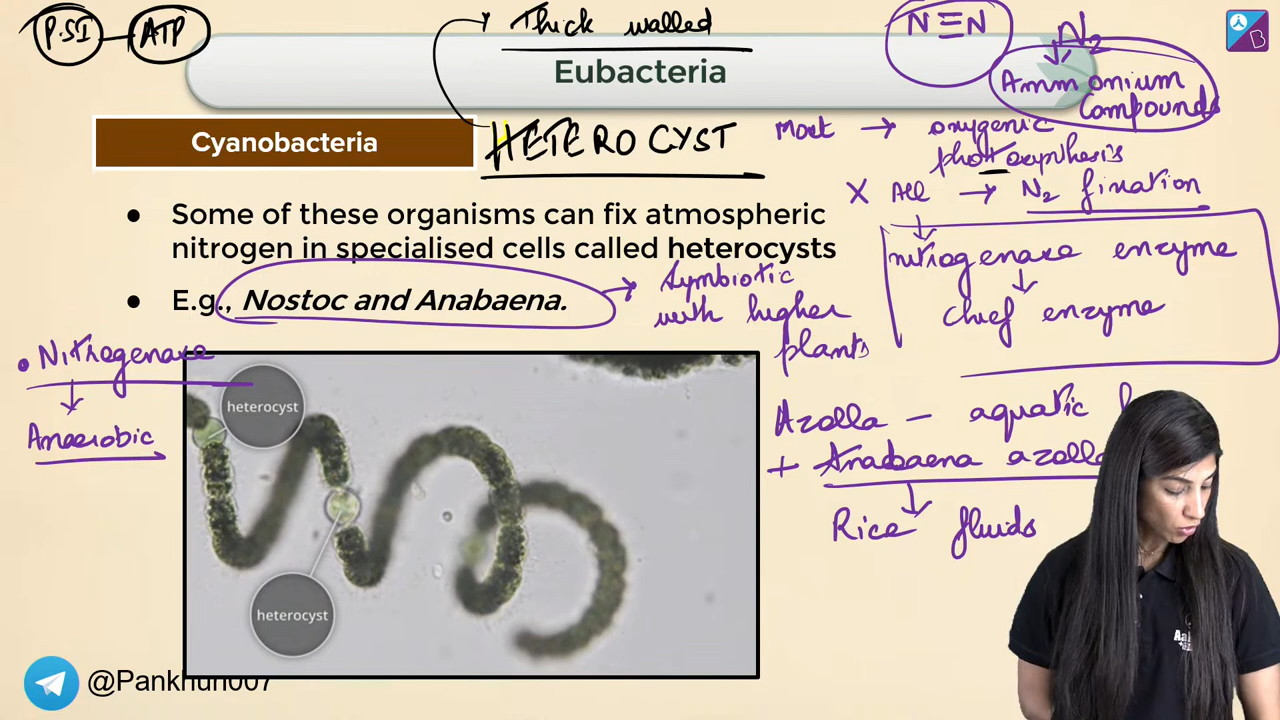 P.SI — ATP
Thick walled
N≡N
N₂
Ammonium
Compounds
Eubacteria
Cyanobacteria
HETEROCYST
Most → oxygenic
photosynthesis
X All → N₂ fixation
nitrogenase enzyme
chief enzyme
Some of these organisms can fix atmospheric
nitrogen in specialised cells called heterocysts
E.g., Nostoc and Anabaena.
Symbiotic
with higher
plants
Nitrogenase
Anaerobic
heterocyst
heterocyst
Azolla – aquatic
+ Anabaena azolla
Rice fluids
@Pankhuri007
B